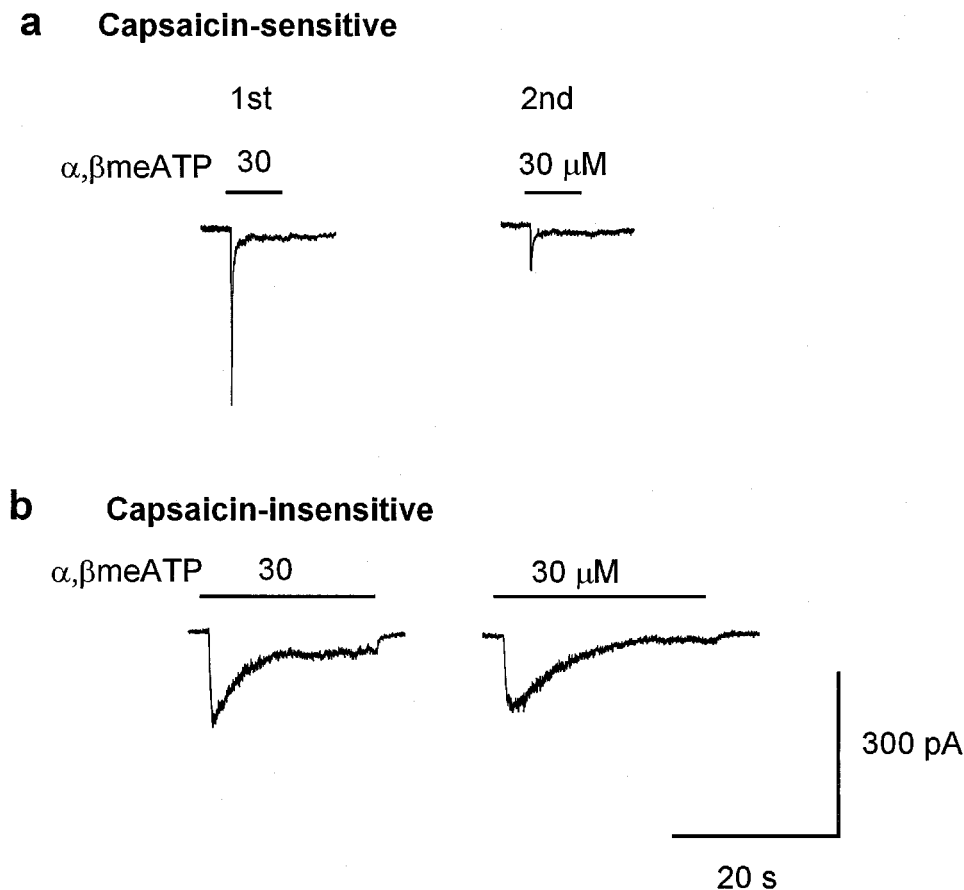 a Capsaicin-sensitive
1st 2nd
α,βmeATP 30 30 μM
b Capsaicin-insensitive
α,βmeATP 30 30 μM
300 pA
20 s